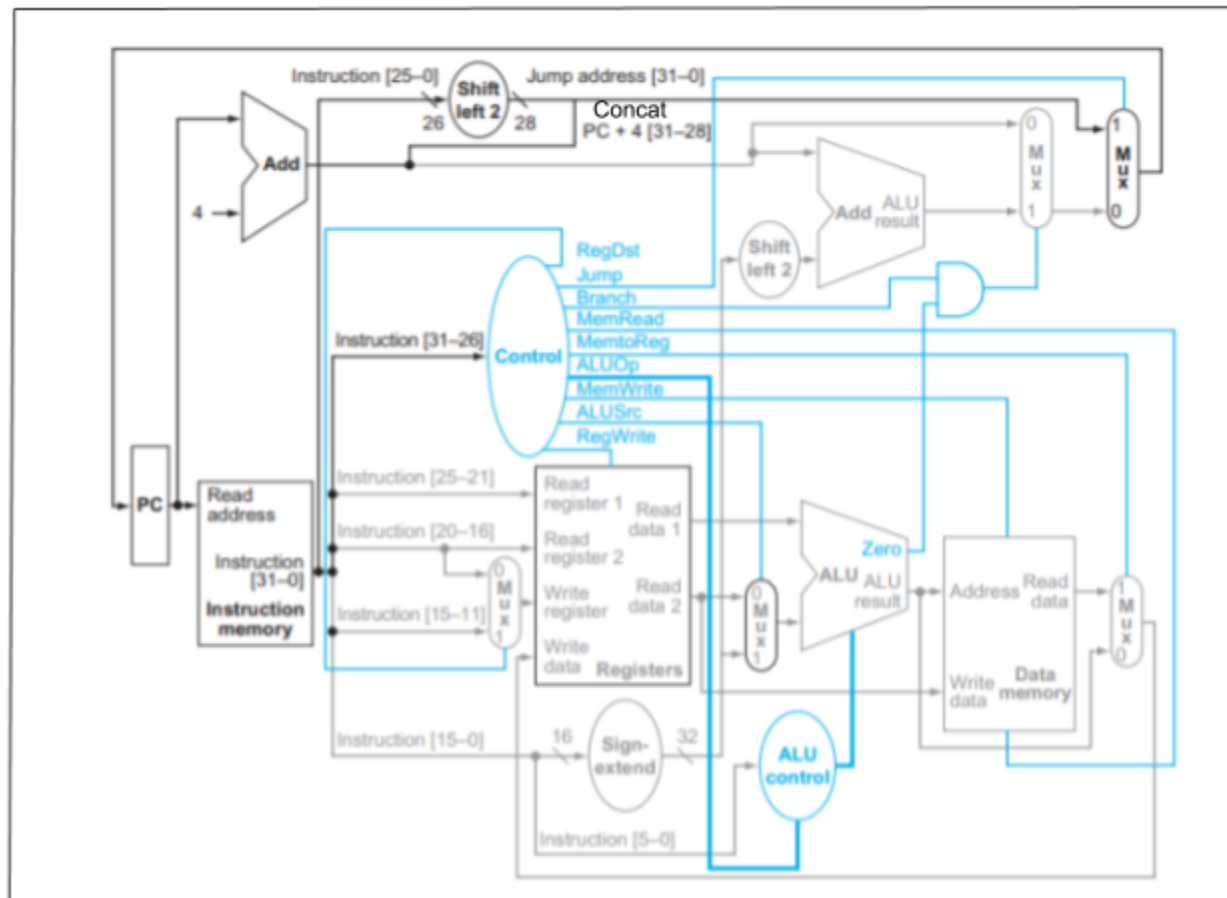 Instruction [25–0]
Shift
left 2
Jump address [31–0]
26
28
Concat
PC + 4 [31–28]
Add
4
0
M
u
x
1
1
M
u
x
0
Add
ALU
result
Shift
left 2
RegDst
Jump
Branch
MemRead
MemtoReg
ALUOp
MemWrite
ALUSrc
RegWrite
Control
Instruction [31–26]
PC
Read
address
Instruction
[31–0]
Instruction
memory
Instruction [25–21]
Instruction [20–16]
Instruction [15–11]
0
M
u
x
1
Read
register 1
Read
register 2
Write
register
Write
data
Read
data 1
Read
data 2
Registers
0
M
u
x
1
Zero
ALU
ALU
result
Address
Read
data
Write
data
Data
memory
1
M
u
x
0
Instruction [15–0]
16
Sign-
extend
32
ALU
control
Instruction [5–0]